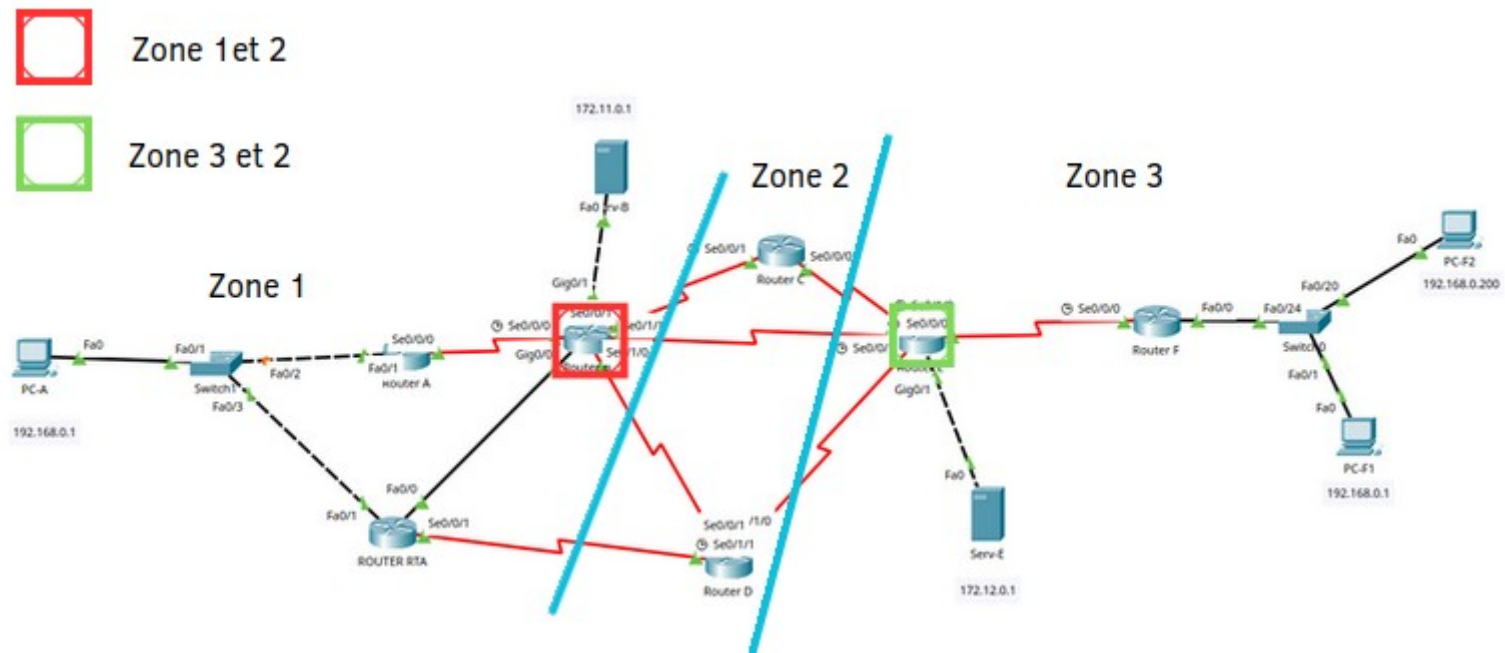 Zone 1et 2
Zone 3 et 2
172.11.0.1
Zone 2
Zone 3
Zone 1
Fa0
rv-B
Gig0/1
Se0/0/1
Se0/0/0
Router C
Fa0
PC-F2
192.168.0.200
Fa0/20
Fa0/24
Fa0/0
Se0/0/0
Router F
Switch0
Fa0/1
Fa0
PC-F1
192.168.0.1
Se0/0/0
Gig0/1
Fa0
Serv-E
172.12.0.1
Se0/0/1
Se0/0/0
Gig0/0
Se0/0/0
Fa0/1
Router A
Fa0
PC-A
192.168.0.1
Fa0/1
Switch1
Fa0/2
Fa0/3
Fa0/0
Fa0/1
Se0/0/1
ROUTER RTA
Se0/0/1
/1/0
Se0/1/1
Router D